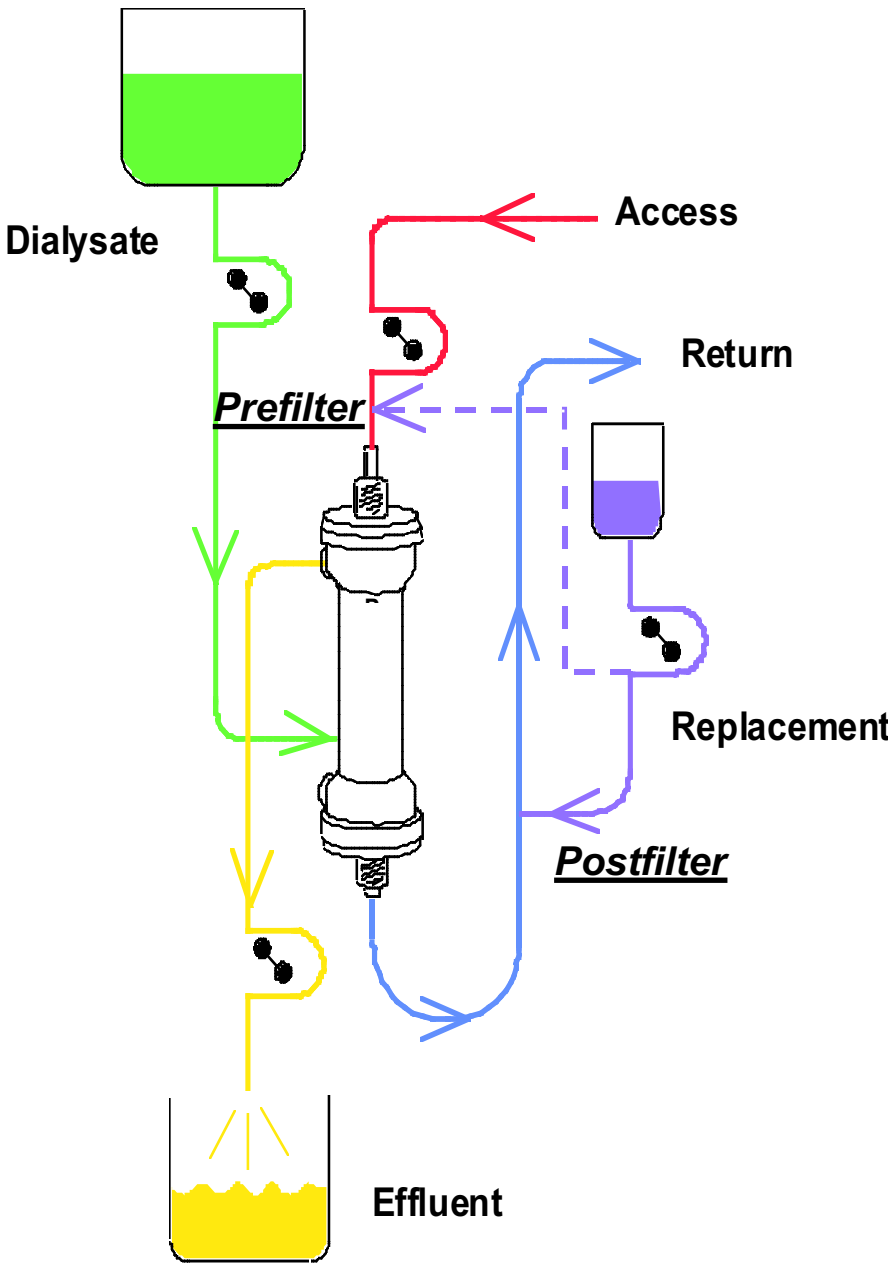 Access
Dialysate
Return
Prefilter
Replacement
Postfilter
Effluent